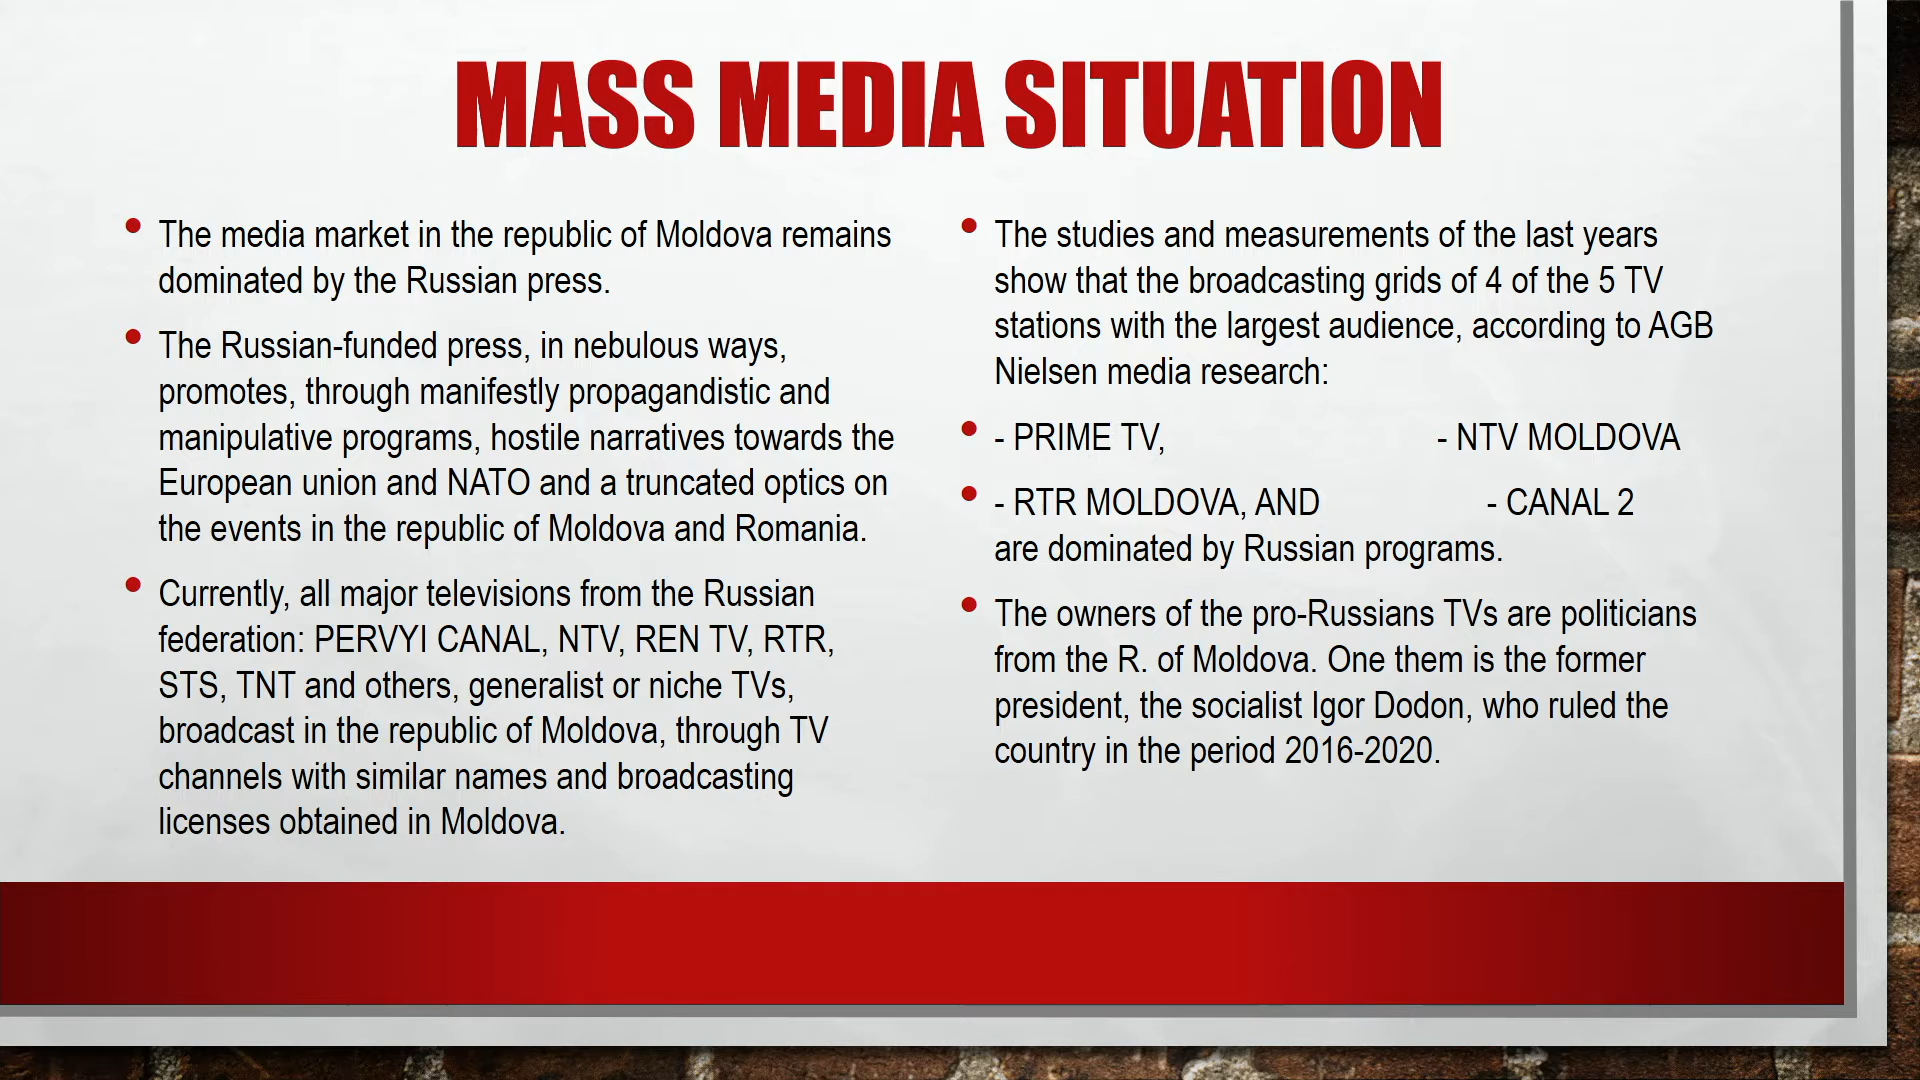 MASS MEDIA SITUATION
• The media market in the republic of Moldova remains
dominated by the Russian press.
• The Russian-funded press, in nebulous ways,
promotes, through manifestly propagandistic and
manipulative programs, hostile narratives towards the
European union and NATO and a truncated optics on
the events in the republic of Moldova and Romania.
• Currently, all major televisions from the Russian
federation: PERVYI CANAL, NTV, REN TV, RTR,
STS, TNT and others, generalist or niche TVs,
broadcast in the republic of Moldova, through TV
channels with similar names and broadcasting
licenses obtained in Moldova.
• The studies and measurements of the last years
show that the broadcasting grids of 4 of the 5 TV
stations with the largest audience, according to AGB
Nielsen media research:
• - PRIME TV, - NTV MOLDOVA
• - RTR MOLDOVA, AND - CANAL 2
are dominated by Russian programs.
• The owners of the pro-Russians TVs are politicians
from the R. of Moldova. One them is the former
president, the socialist Igor Dodon, who ruled the
country in the period 2016-2020.